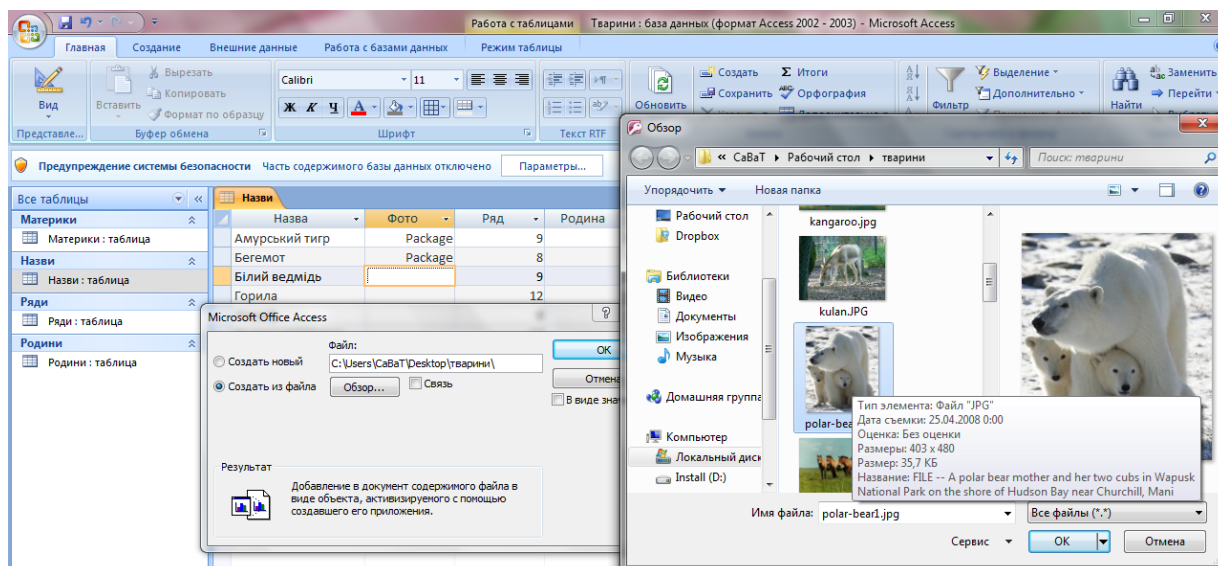 Работа с таблицами Тварини : база данных (формат Access 2002 - 2003) - Microsoft Access
Главная Создание Внешние данные Работа с базами данных Режим таблицы
Вид
Представле...
Вставить
Вырезать
Копировать
Формат по образцу
Буфер обмена
Calibri 11
Ж К Ч
Шрифт
Текст RTF
Обновить
Создать
Сохранить
Итоги
Орфография
Фильтр
Выделение
Дополнительно
Найти
Заменить
Перейти
Предупреждение системы безопасности Часть содержимого базы данных отключено Параметры...
Все таблицы
Материки
Материки : таблица
Назви
Назви : таблица
Ряди
Ряди : таблица
Родини
Родини : таблица
Назви
Назва Фото Ряд Родина
Амурський тигр Package 9
Бегемот Package 8
Білий ведмідь 9
Горила 12
Microsoft Office Access
Создать новый
Создать из файла
Файл:
C:\Users\CaBaT\Desktop\тварини\
Обзор...
Связь
OK
Результат
Добавление в документ содержимого файла в
виде объекта, активизируемого с помощью
создавшего его приложения.
Обзор
« CaBaT Рабочий стол тварини
Поиск: тварини
Упорядочить Новая папка
Рабочий стол
Dropbox
Библиотеки
Видео
Документы
Изображения
Музыка
Домашняя группа
Компьютер
Локальный диск
Install (D:)
kangaroo.jpg
kulan.JPG
Тип элемента: Файл "JPG"
Дата съемки: 25.04.2008 0:00
Оценка: Без оценки
Размеры: 403 x 480
Размер: 35,7 КБ
Название: FILE -- A polar bear mother and her two cubs in Wapusk
National Park on the shore of Hudson Bay near Churchill, Mani
Имя файла: polar-bear1.jpg Все файлы (*.*)
Сервис OK Отмена